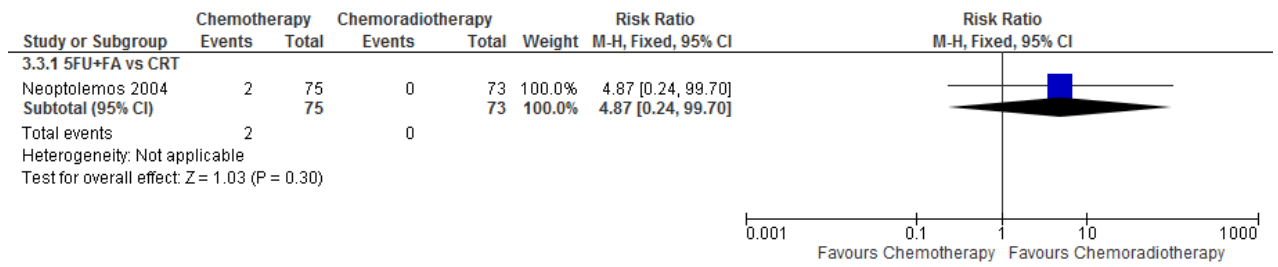 Chemotherapy Chemoradiotherapy Risk Ratio Risk Ratio
Study or Subgroup Events Total Events Total Weight M-H, Fixed, 95% CI M-H, Fixed, 95% CI
3.3.1 5FU+FA vs CRT
Neoptolemos 2004 2 75 0 73 100.0% 4.87 [0.24, 99.70]
Subtotal (95% CI) 75 73 100.0% 4.87 [0.24, 99.70]
Total events 2 0
Heterogeneity: Not applicable
Test for overall effect: Z = 1.03 (P = 0.30)
0.001 0.1 1 10 1000
Favours Chemotherapy Favours Chemoradiotherapy